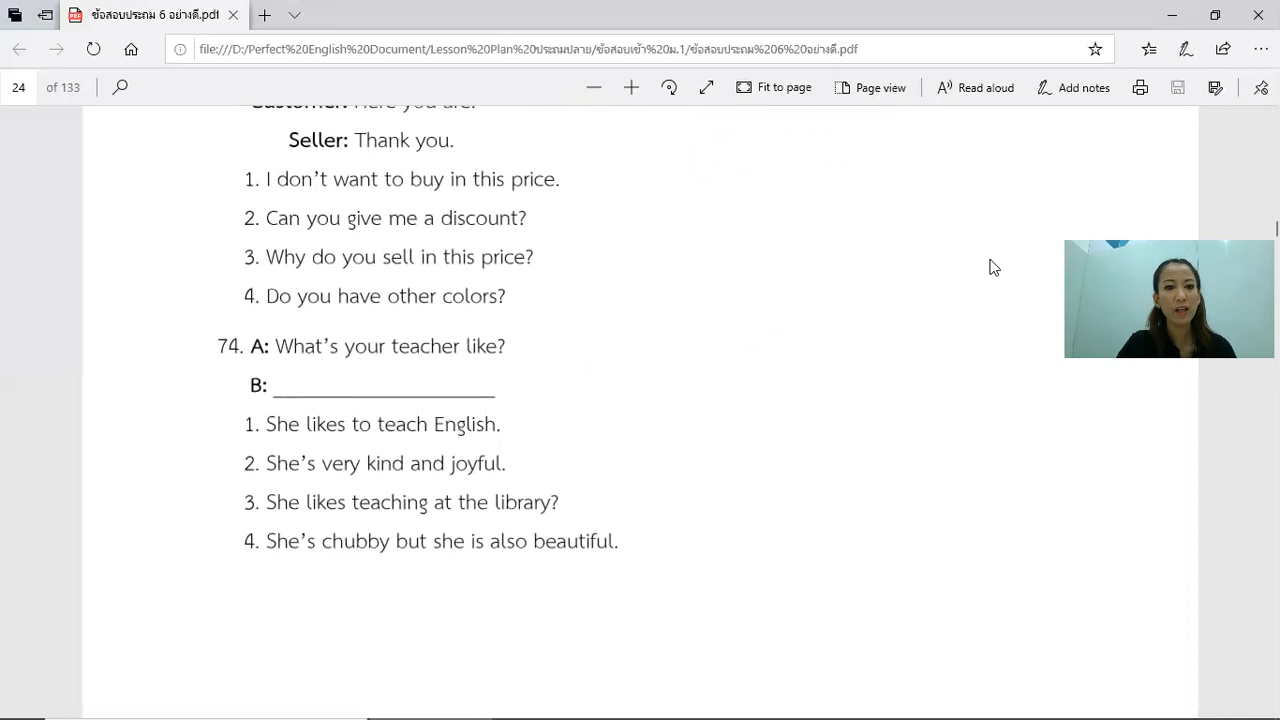 ข้อสอบประถม 6 อย่างดี.pdf
file:///D:/Perfect%20English%20Document/Lesson%20Plan%20ประถมปลาย/ข้อสอบเข้า%20ม.1/ข้อสอบประถม%206%20อย่างดี.pdf
24 of 133 Fit to page Page view Read aloud Add notes
Customer: Here you are.
Seller: Thank you.
1. I don't want to buy in this price.
2. Can you give me a discount?
3. Why do you sell in this price?
4. Do you have other colors?
74. A: What's your teacher like?
B: ____________________
1. She likes to teach English.
2. She's very kind and joyful.
3. She likes teaching at the library?
4. She's chubby but she is also beautiful.